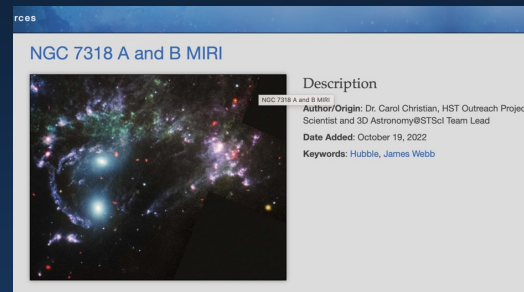 rces
NGC 7318 A and B MIRI
NGC 7318 A and B MIRI
Description
Author/Origin: Dr. Carol Christian, HST Outreach Projec
Scientist and 3D Astronomy@STScI Team Lead
Date Added: October 19, 2022
Keywords: Hubble, James Webb